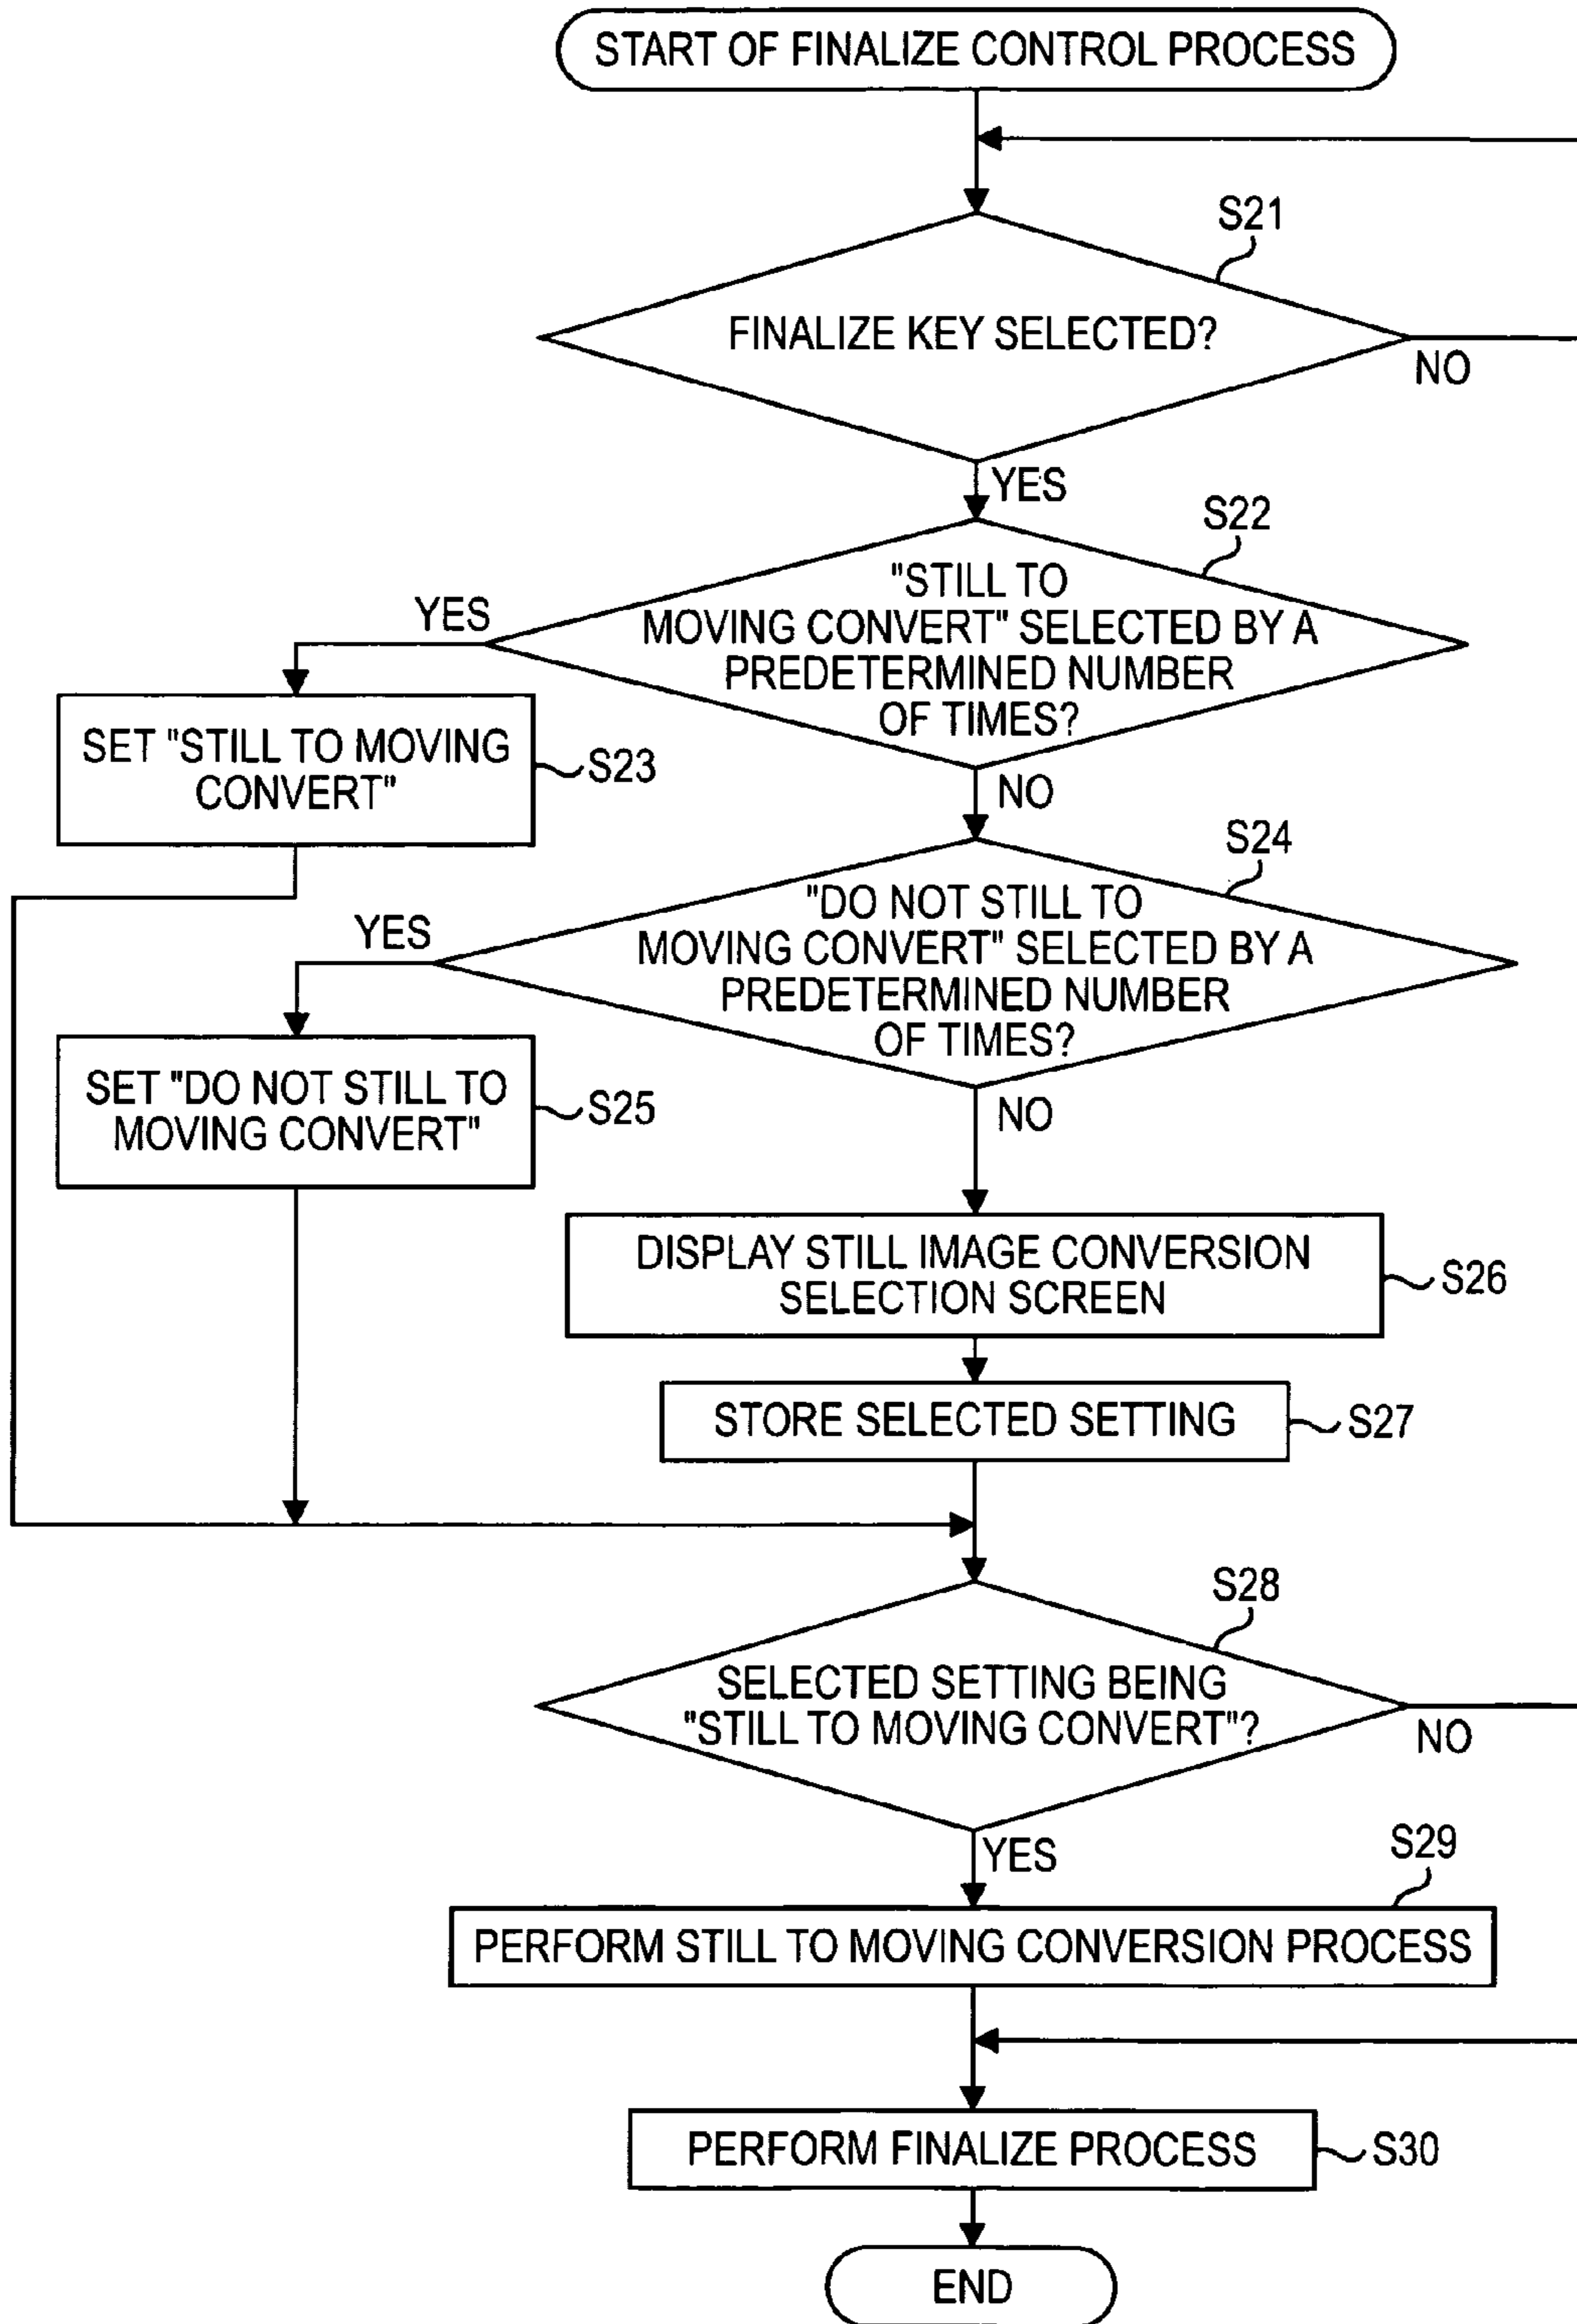 START OF FINALIZE CONTROL PROCESS
S21
FINALIZE KEY SELECTED?
NO
YES
S22
"STILL TO
MOVING CONVERT" SELECTED BY A
PREDETERMINED NUMBER
OF TIMES?
YES
SET "STILL TO MOVING
CONVERT"
S23
NO
S24
"DO NOT STILL TO
MOVING CONVERT" SELECTED BY A
PREDETERMINED NUMBER
OF TIMES?
YES
SET "DO NOT STILL TO
MOVING CONVERT"
S25
NO
DISPLAY STILL IMAGE CONVERSION
SELECTION SCREEN
S26
STORE SELECTED SETTING
S27
S28
SELECTED SETTING BEING
"STILL TO MOVING CONVERT"?
NO
YES
S29
PERFORM STILL TO MOVING CONVERSION PROCESS
PERFORM FINALIZE PROCESS
S30
END